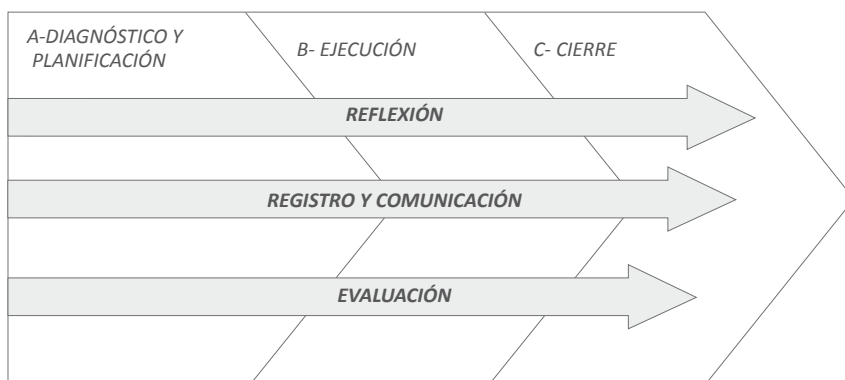 A-DIAGNÓSTICO Y
PLANIFICACIÓN
B- EJECUCIÓN
C- CIERRE
REFLEXIÓN
REGISTRO Y COMUNICACIÓN
EVALUACIÓN